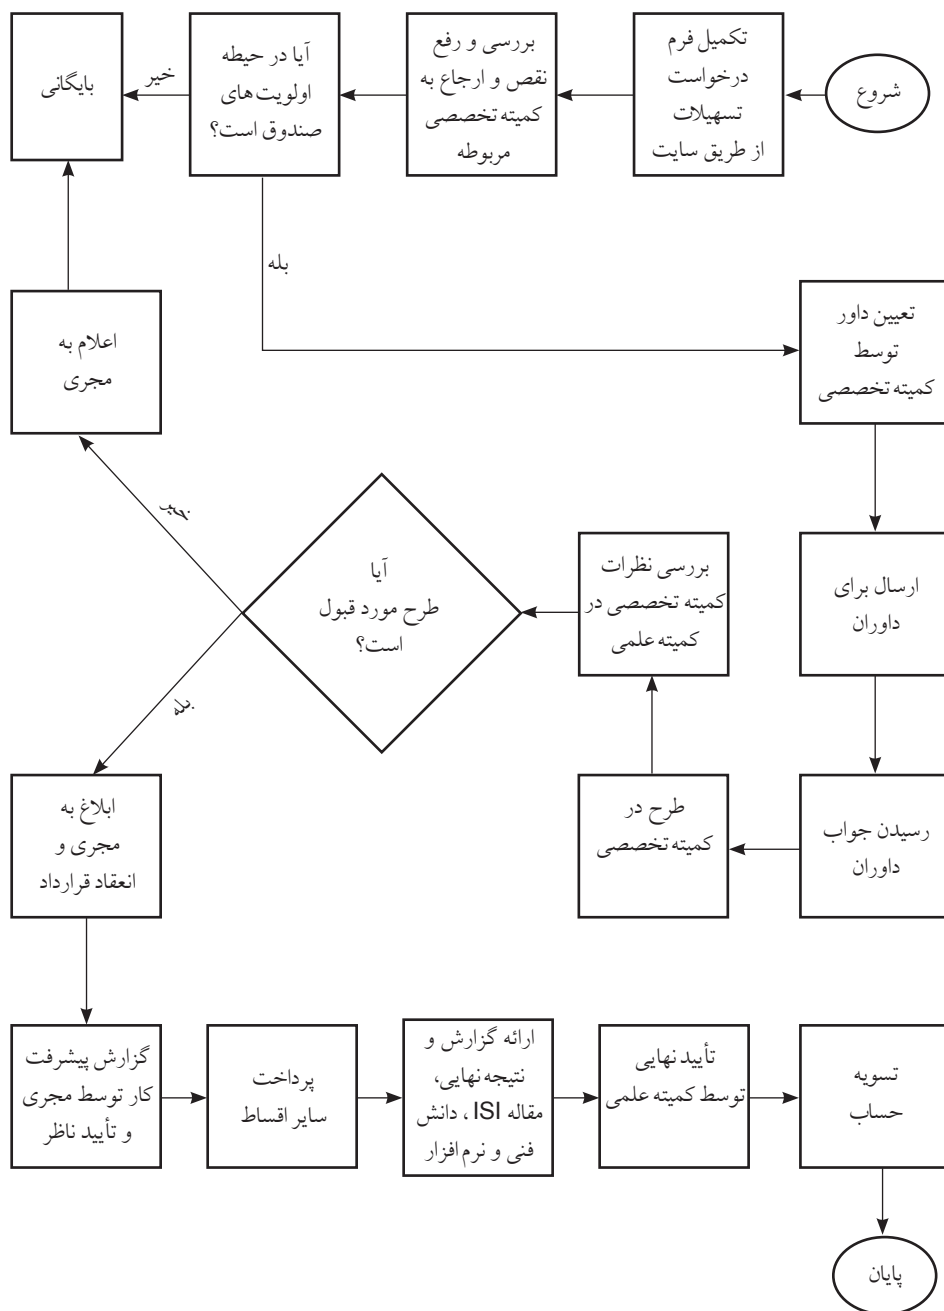 شروع
تکمیل فرم
درخواست
تسهیلات
از طریق سایت
بررسی و رفع
نقص و ارجاع به
کمیته تخصصی
مربوطه
آیا در حیطه
اولویت‌های
صندوق است؟
خیر
بایگانی
بله
تعیین داور
توسط
کمیته تخصصی
ارسال برای
داوران
رسیدن جواب
داوران
طرح در
کمیته تخصصی
بررسی نظرات
کمیته تخصصی در
کمیته علمی
آیا
طرح مورد قبول
است؟
خیر
اعلام به
مجری
بله
ابلاغ به
مجری و
انعقاد قرارداد
گزارش پیشرفت
کار توسط مجری
و تأیید ناظر
پرداخت
سایر اقساط
ارائه گزارش و
نتیجه نهایی،
مقاله ISI، دانش
فنی و نرم افزار
تأیید نهایی
توسط کمیته علمی
تسویه
حساب
پایان